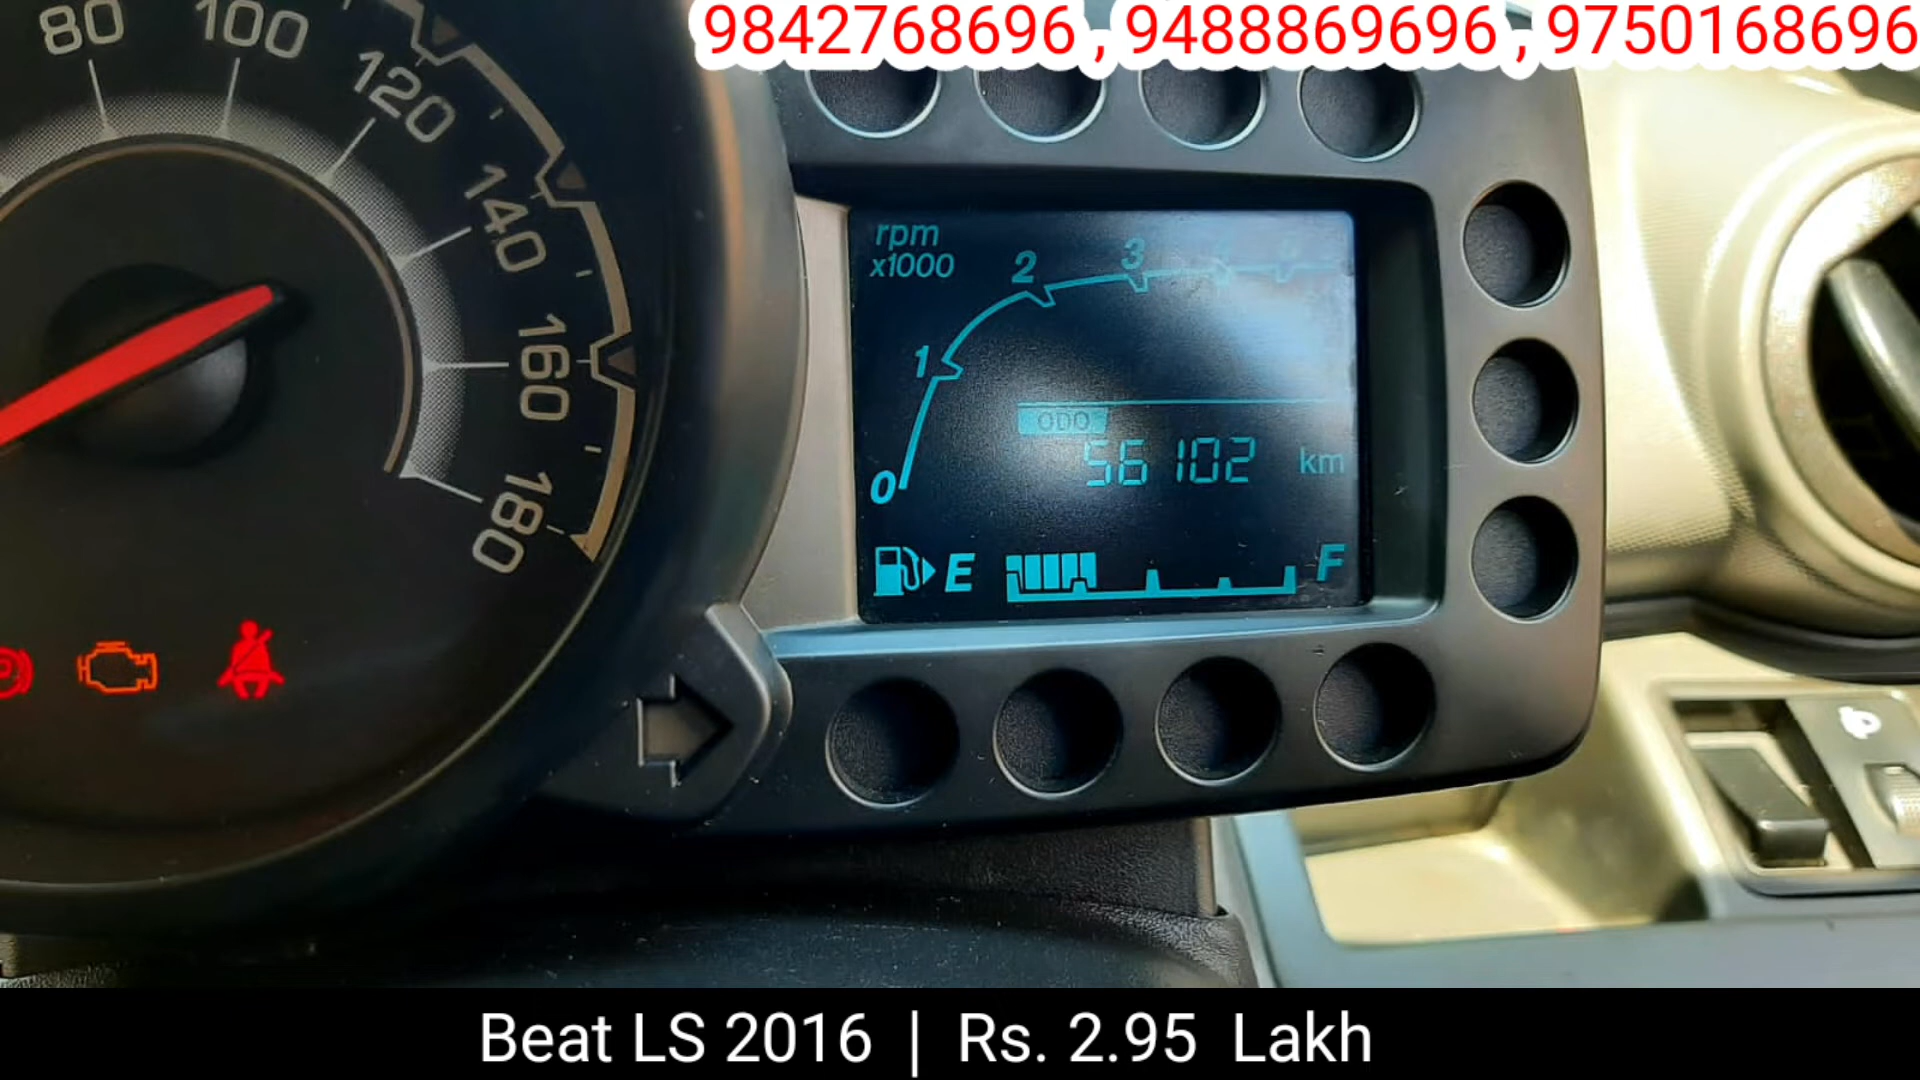 9842768696 , 9488869696 , 9750168696
80
100
120
140
160
180
rpm
x1000
0
1
2
3
ODO
56102 km
E
F
Beat LS 2016 | Rs. 2.95 Lakh